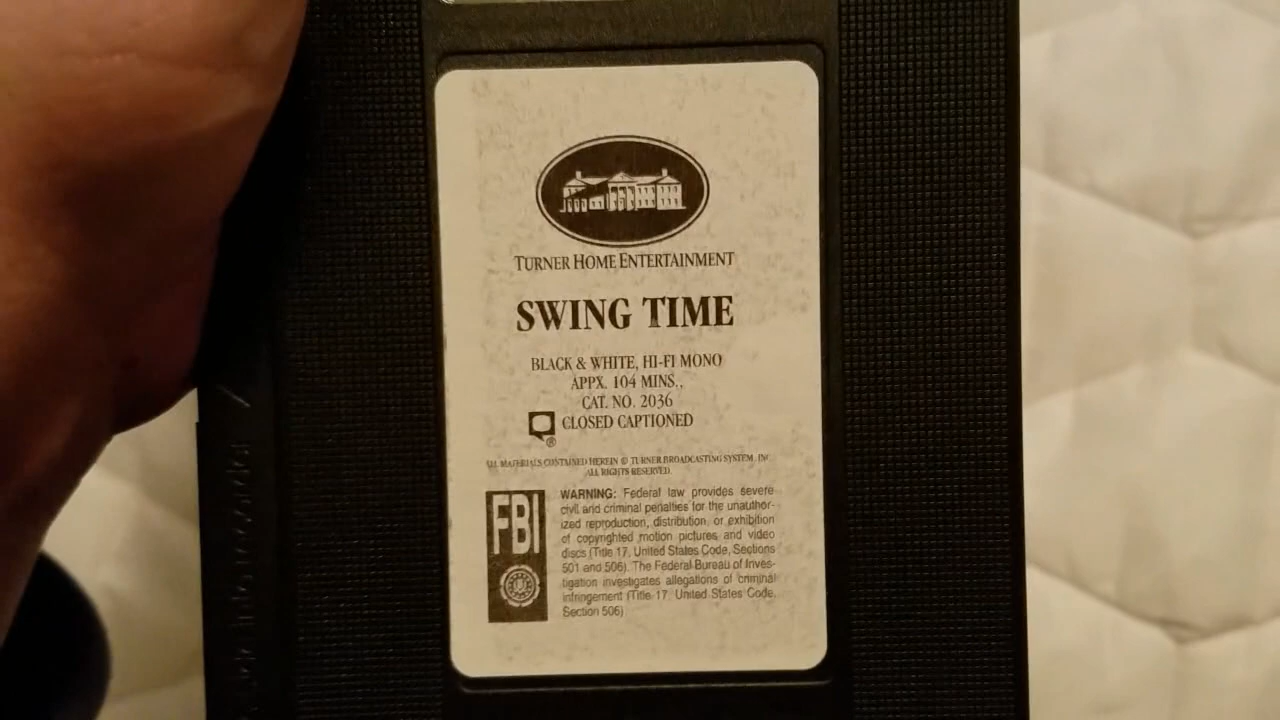 TURNER HOME ENTERTAINMENT
SWING TIME
BLACK & WHITE, HI-FI MONO
APPX. 104 MINS.,
CAT. NO. 2036
CLOSED CAPTIONED
®
ALL MATERIALS CONTAINED HEREIN © TURNER BROADCASTING SYSTEM, INC.
ALL RIGHTS RESERVED.
FBI
WARNING: Federal law provides severe
civil and criminal penalties for the unauthor-
ized reproduction, distribution, or exhibition
of copyrighted motion pictures and video
discs (Title 17, United States Code, Sections
501 and 506). The Federal Bureau of Inves-
tigation investigates allegations of criminal
infringement (Title 17, United States Code,
Section 506)